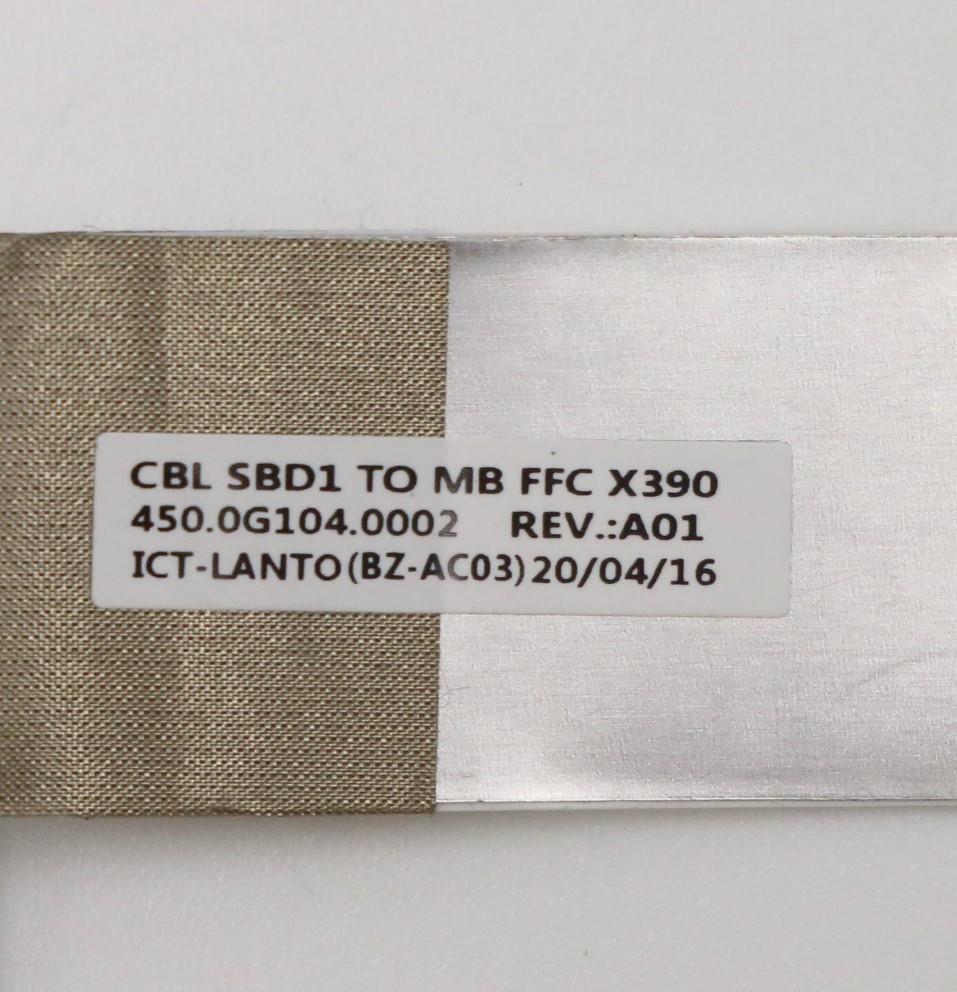 CBL SBD1 TO MB FFC X390
450.0G104.0002 REV.:A01
ICT-LANTO(BZ-AC03)20/04/16